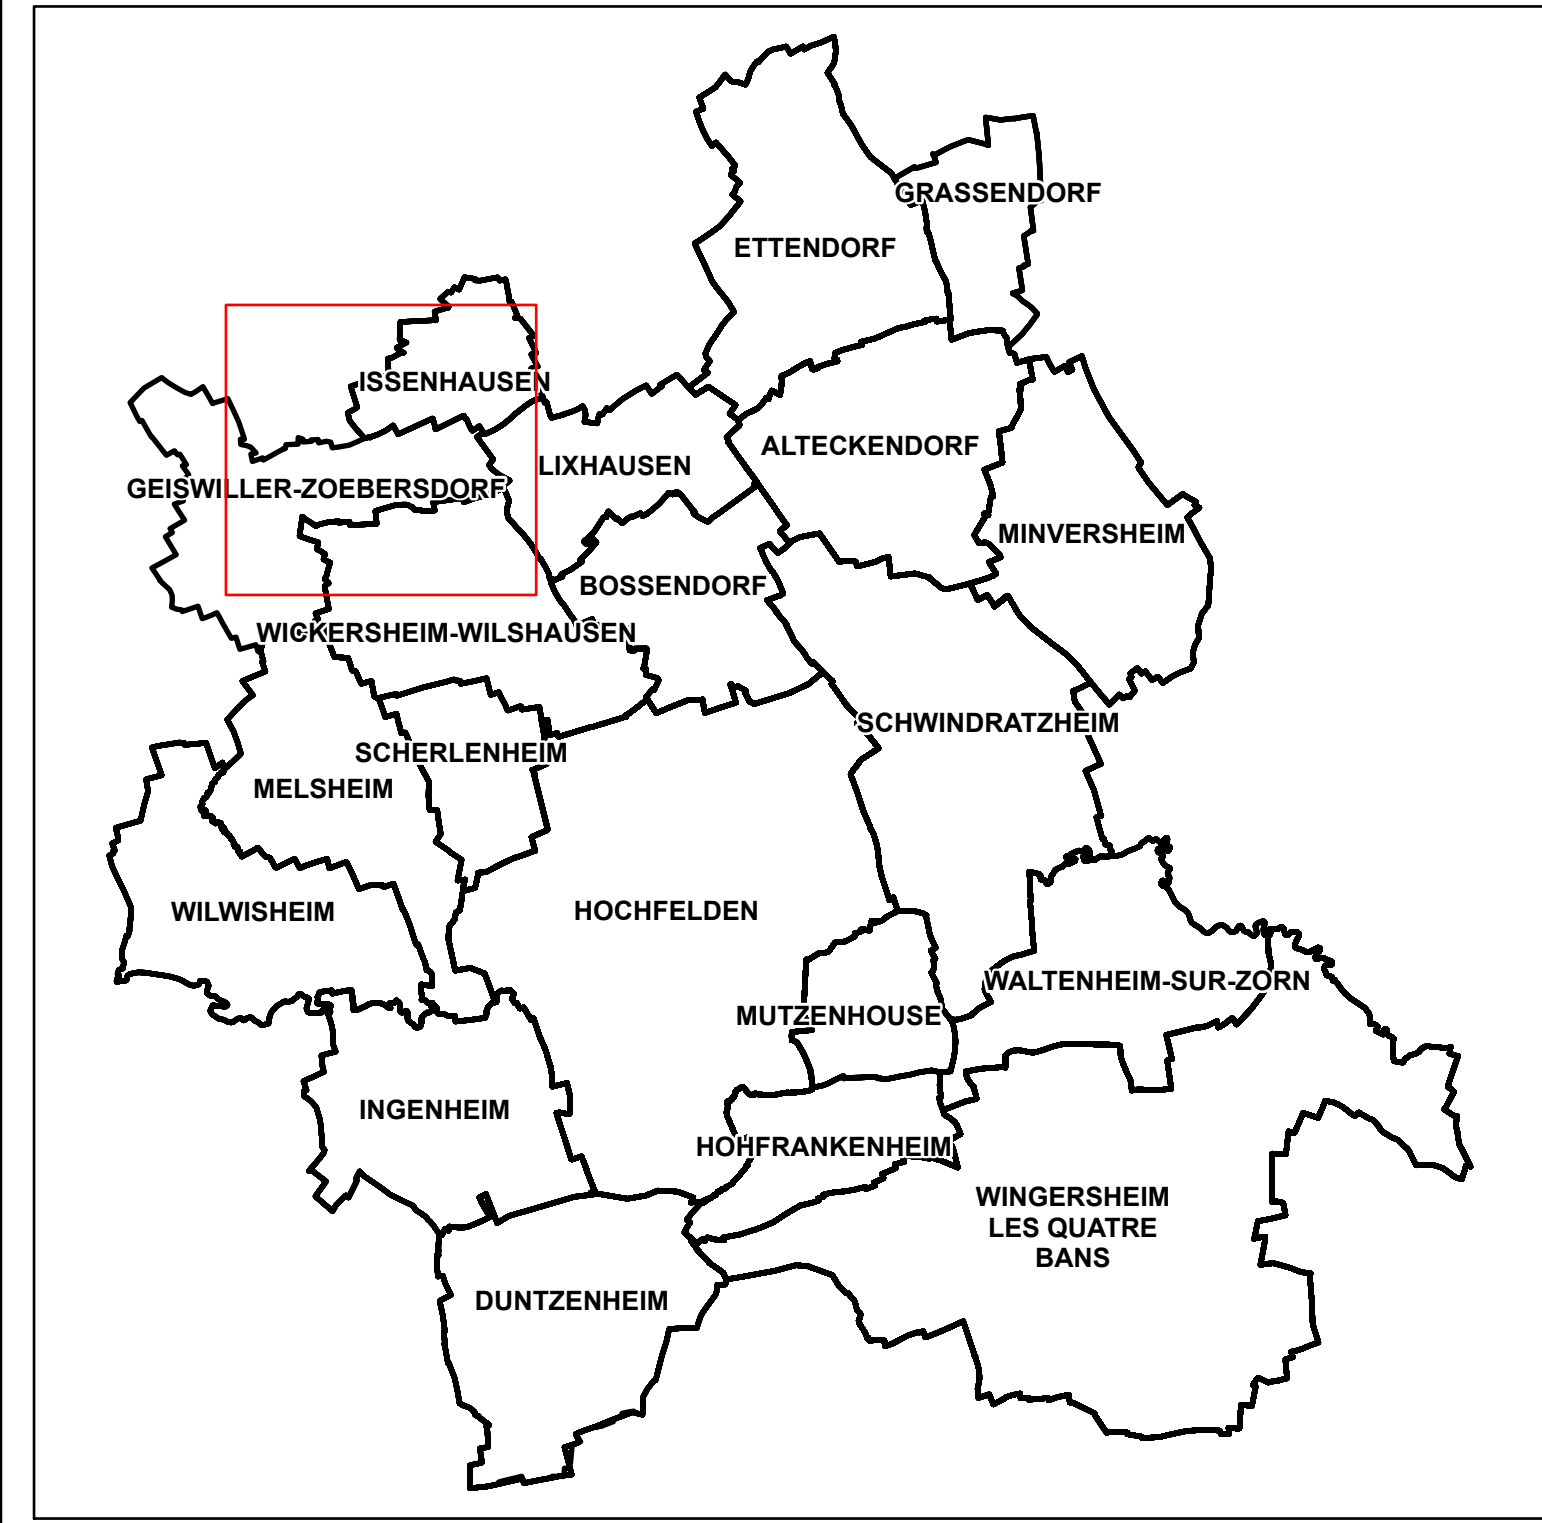 GRASSENDORF
ETTENDORF
ISSENHAUSEN
ALTECKENDORF
LIXHAUSEN
GEISWILLER-ZOEBERSDORF
MINVERSHEIM
BOSSENDORF
WICKERSHEIM-WILSHAUSEN
SCHWINDRATZHEIM
SCHERLENHEIM
MELSHEIM
WILWISHEIM
HOCHFELDEN
WALTENHEIM-SUR-ZORN
MUTZENHOUSE
INGENHEIM
HOHFRANKENHEIM
WINGERSHEIM
LES QUATRE
BANS
DUNTZENHEIM